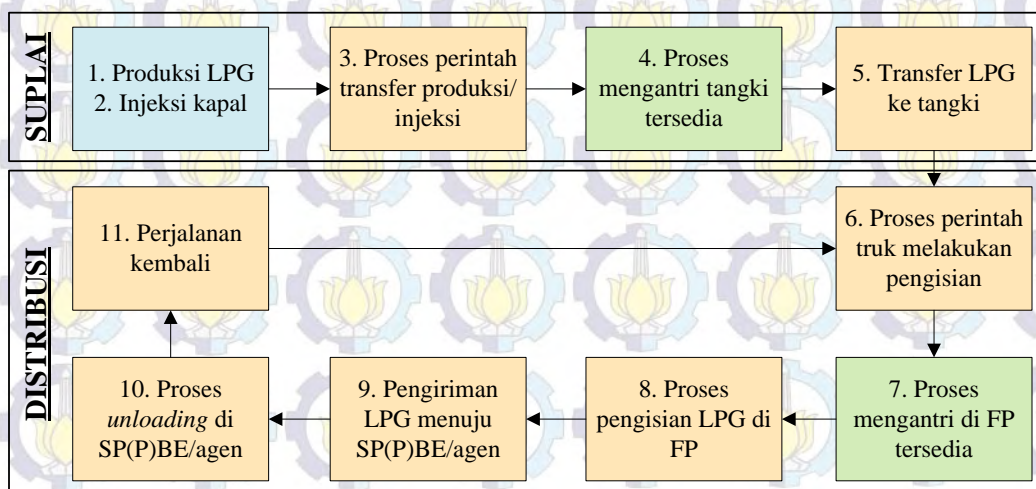 SUPLAI
1. Produksi LPG
2. Injeksi kapal
3. Proses perintah
transfer produksi/
injeksi
4. Proses
mengantri tangki
tersedia
5. Transfer LPG
ke tangki
DISTRIBUSI
11. Perjalanan
kembali
6. Proses perintah
truk melakukan
pengisian
10. Proses
unloading di
SP(P)BE/agen
9. Pengiriman
LPG menuju
SP(P)BE/agen
8. Proses
pengisian LPG di
FP
7. Proses
mengantri di FP
tersedia